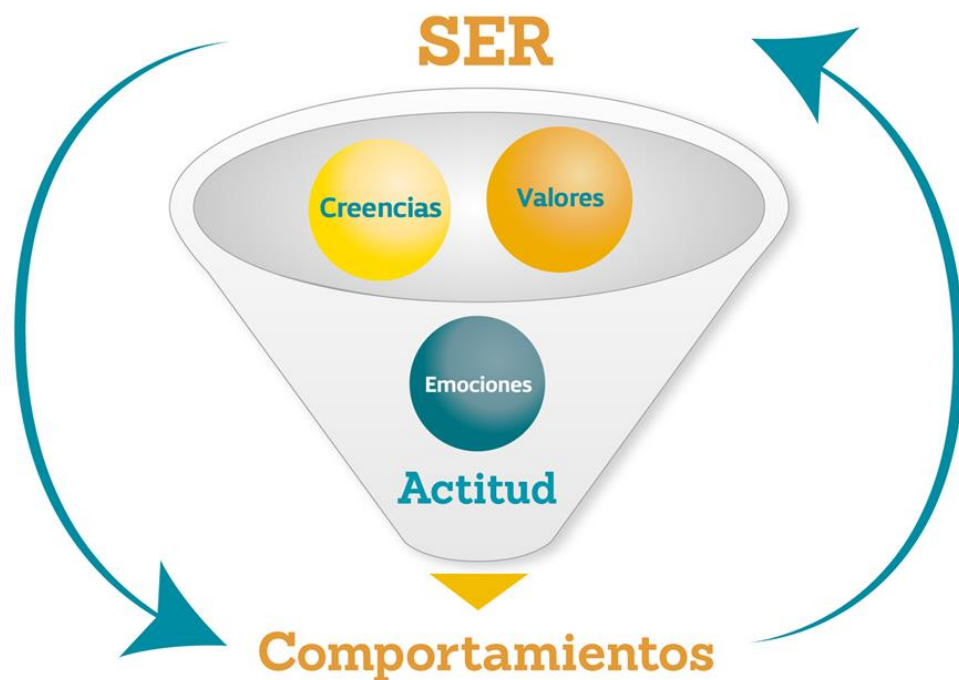 SER
Creencias
Valores
Emociones
Actitud
Comportamientos